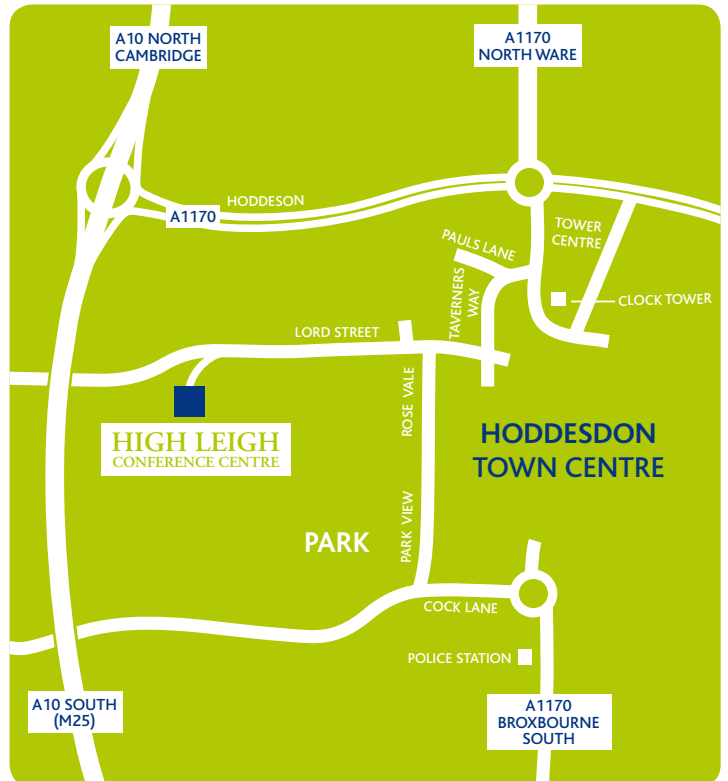 A10 NORTH
CAMBRIDGE
A1170
NORTH WARE
HODDESON
A1170
TOWER
CENTRE
PAULS LANE
TAVERNERS
WAY
CLOCK TOWER
LORD STREET
ROSE VALE
HIGH LEIGH
CONFERENCE CENTRE
HODDESDON
TOWN CENTRE
PARK VIEW
PARK
COCK LANE
POLICE STATION
A10 SOUTH
(M25)
A1170
BROXBOURNE
SOUTH